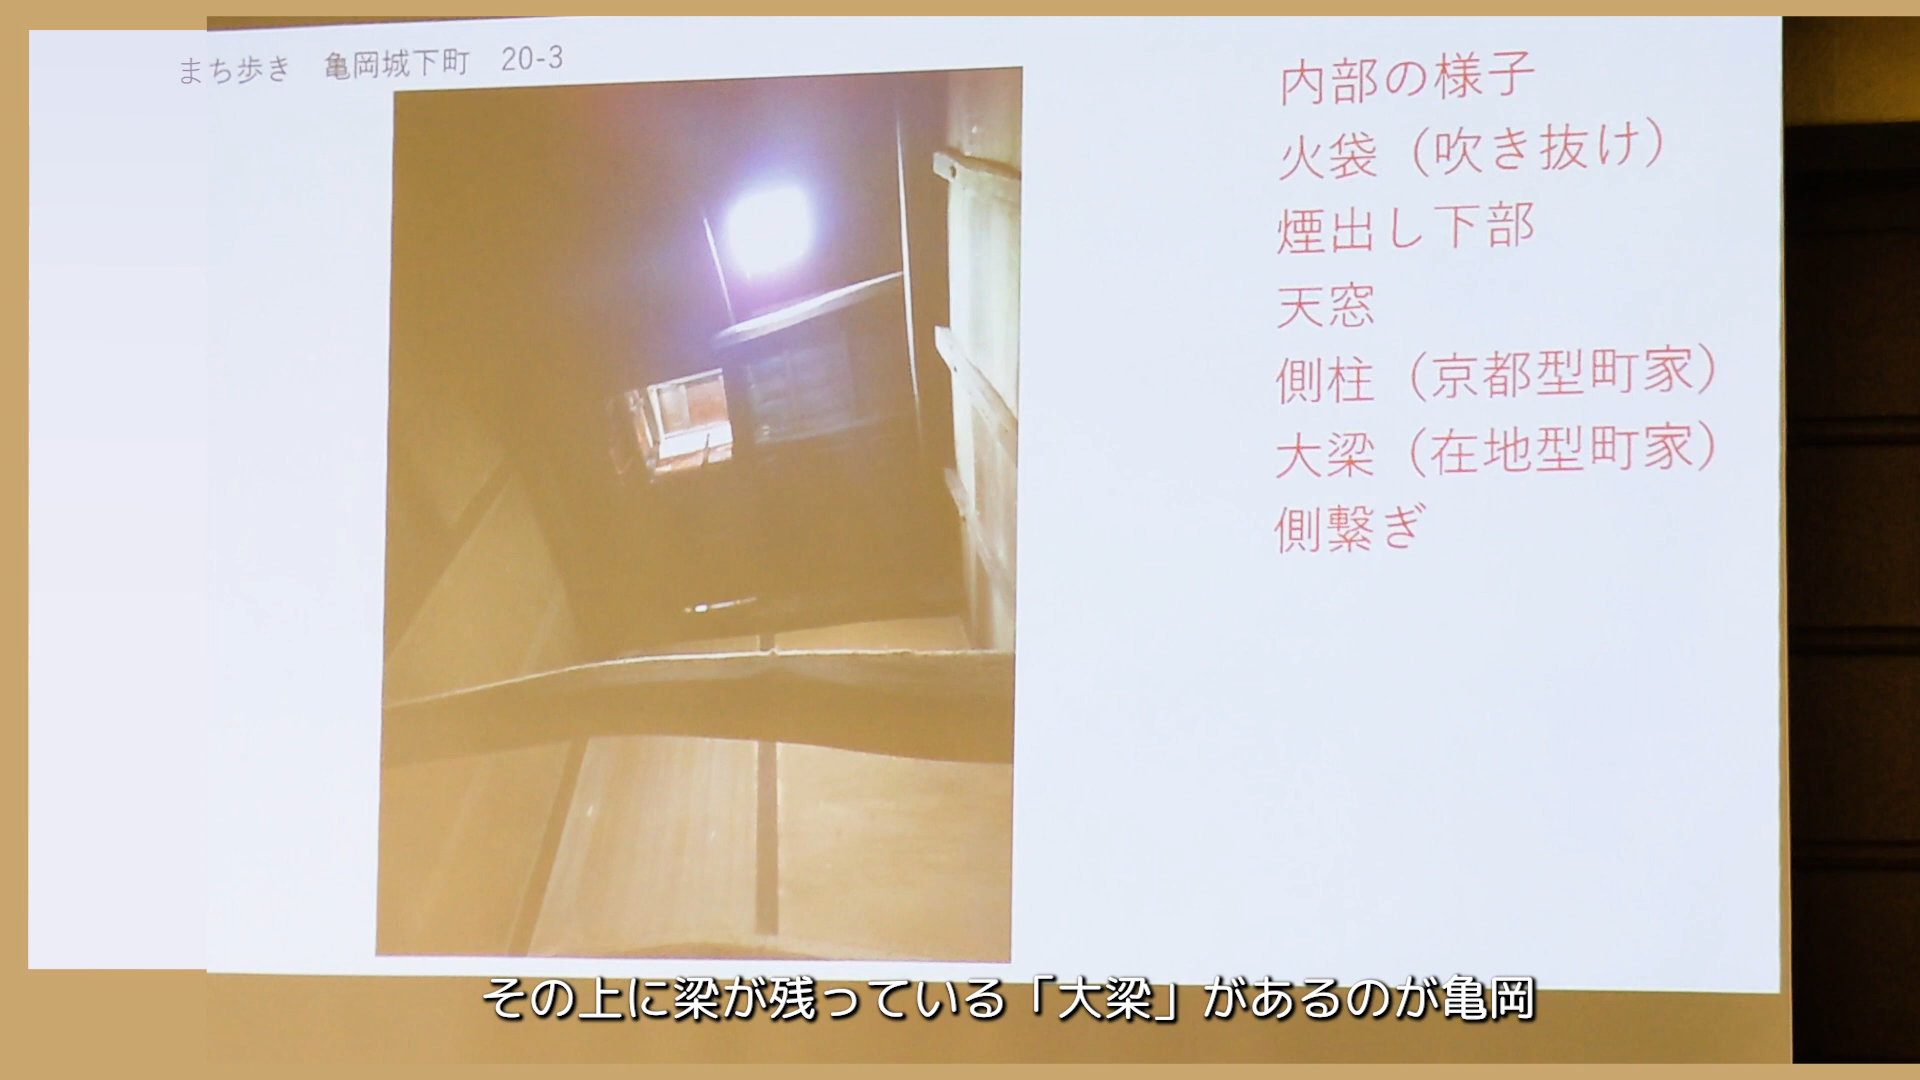 まち歩き　亀岡城下町　20-3
内部の様子
火袋（吹き抜け）
煙出し下部
天窓
側柱（京都型町家）
大梁（在地型町家）
側繋ぎ
その上に梁が残っている「大梁」があるのが亀岡